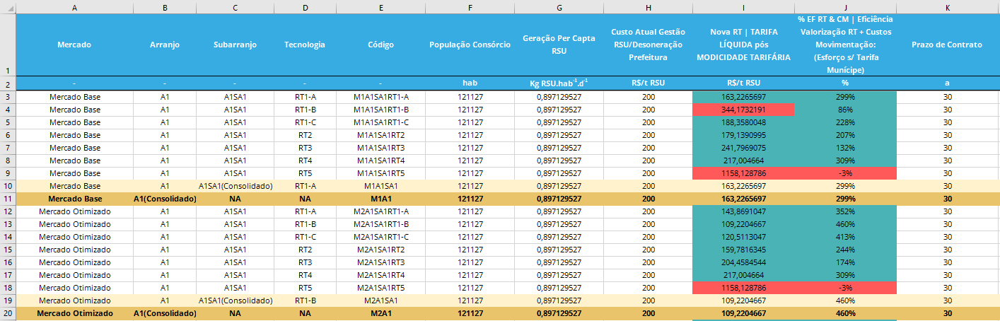 A B C D E F G H I J K
1 Mercado Arranjo Subarranjo Tecnologia Código População Consórcio Geração Per Capta RSU Custo Atual Gestão RSU/Desoneração Prefeitura Nova RT | TARIFA LÍQUIDA pós MODICIDADE TARIFÁRIA % EF RT & CM | Eficiência Valorização RT + Custos Movimentação: (Esforço s/ Tarifa Munícipe) Prazo de Contrato
2 - - - - - hab Kg RSU.hab⁻¹.d⁻¹ R$/t RSU R$/t RSU % a
3 Mercado Base A1 A1SA1 RT1-A M1A1SA1RT1-A 121127 0,897129527 200 163,2265697 299% 30
4 Mercado Base A1 A1SA1 RT1-B M1A1SA1RT1-B 121127 0,897129527 200 344,1732191 86% 30
5 Mercado Base A1 A1SA1 RT1-C M1A1SA1RT1-C 121127 0,897129527 200 188,3580048 228% 30
6 Mercado Base A1 A1SA1 RT2 M1A1SA1RT2 121127 0,897129527 200 179,1390995 207% 30
7 Mercado Base A1 A1SA1 RT3 M1A1SA1RT3 121127 0,897129527 200 241,7969075 132% 30
8 Mercado Base A1 A1SA1 RT4 M1A1SA1RT4 121127 0,897129527 200 217,004664 309% 30
9 Mercado Base A1 A1SA1 RT5 M1A1SA1RT5 121127 0,897129527 200 1158,128786 -3% 30
10 Mercado Base A1 A1SA1(Consolidado) RT1-A M1A1SA1 121127 0,897129527 200 163,2265697 299% 30
11 Mercado Base A1(Consolidado) NA NA M1A1 121127 0,897129527 200 163,2265697 299% 30
12 Mercado Otimizado A1 A1SA1 RT1-A M2A1SA1RT1-A 121127 0,897129527 200 143,8691047 352% 30
13 Mercado Otimizado A1 A1SA1 RT1-B M2A1SA1RT1-B 121127 0,897129527 200 109,2204667 460% 30
14 Mercado Otimizado A1 A1SA1 RT1-C M2A1SA1RT1-C 121127 0,897129527 200 120,5113047 413% 30
15 Mercado Otimizado A1 A1SA1 RT2 M2A1SA1RT2 121127 0,897129527 200 159,7816345 244% 30
16 Mercado Otimizado A1 A1SA1 RT3 M2A1SA1RT3 121127 0,897129527 200 204,4584544 174% 30
17 Mercado Otimizado A1 A1SA1 RT4 M2A1SA1RT4 121127 0,897129527 200 217,004664 309% 30
18 Mercado Otimizado A1 A1SA1 RT5 M2A1SA1RT5 121127 0,897129527 200 1158,128786 -3% 30
19 Mercado Otimizado A1 A1SA1(Consolidado) RT1-B M2A1SA1 121127 0,897129527 200 109,2204667 460% 30
20 Mercado Otimizado A1(Consolidado) NA NA M2A1 121127 0,897129527 200 109,2204667 460% 30